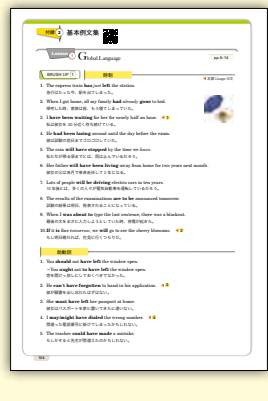 付録 2 基本例文集
Lesson 1 Global Language
pp.8-14
BRUSH UP 1 時制
1. The express train has just left the station.
急行はたった今、駅を出てしまった。
2. When I got home, all my family had already gone to bed.
帰宅した時、家族は皆、もう寝てしまっていた。
3. I have been waiting for her for nearly half an hour.
私は彼女を 30 分近く待ち続けている。
4. He had been lazing around until the day before the exam.
彼は試験の前日までゴロゴロしていた。
5. The rain will have stopped by the time we leave.
私たちが帰る頃までには、雨は止んでいるだろう。
6. Her father will have been living away from home for two years next month.
彼女の父は来月で単身赴任して 2 年になる。
7. Lots of people will be driving electric cars in ten years.
10 年後には、多くの人々が電気自動車を運転しているだろう。
8. The results of the examinations are to be announced tomorrow.
試験の結果は明日、発表されることになっている。
9. When I was about to type the last sentence, there was a blackout.
最後の文をまさに入力しようとしていた時、停電が起きた。
10. If it is fine tomorrow, we will go to see the cherry blossoms.
もし明日晴れれば、花見に行くつもりだ。
助動詞
1. You should not have left the window open.
= You ought not to have left the window open.
窓を開けっ放しにしておくべきでなかった。
2. He can't have forgotten to hand in his application.
彼が願書を出し忘れたはずはない。
3. She must have left her passport at home.
彼女はパスポートを家に置いてきたに違いない。
4. I may/might have dialed the wrong number.
間違った電話番号に掛けてしまったかもしれない。
5. The teacher could have made a mistake.
もしかすると先生が間違えたのかもしれない。
164